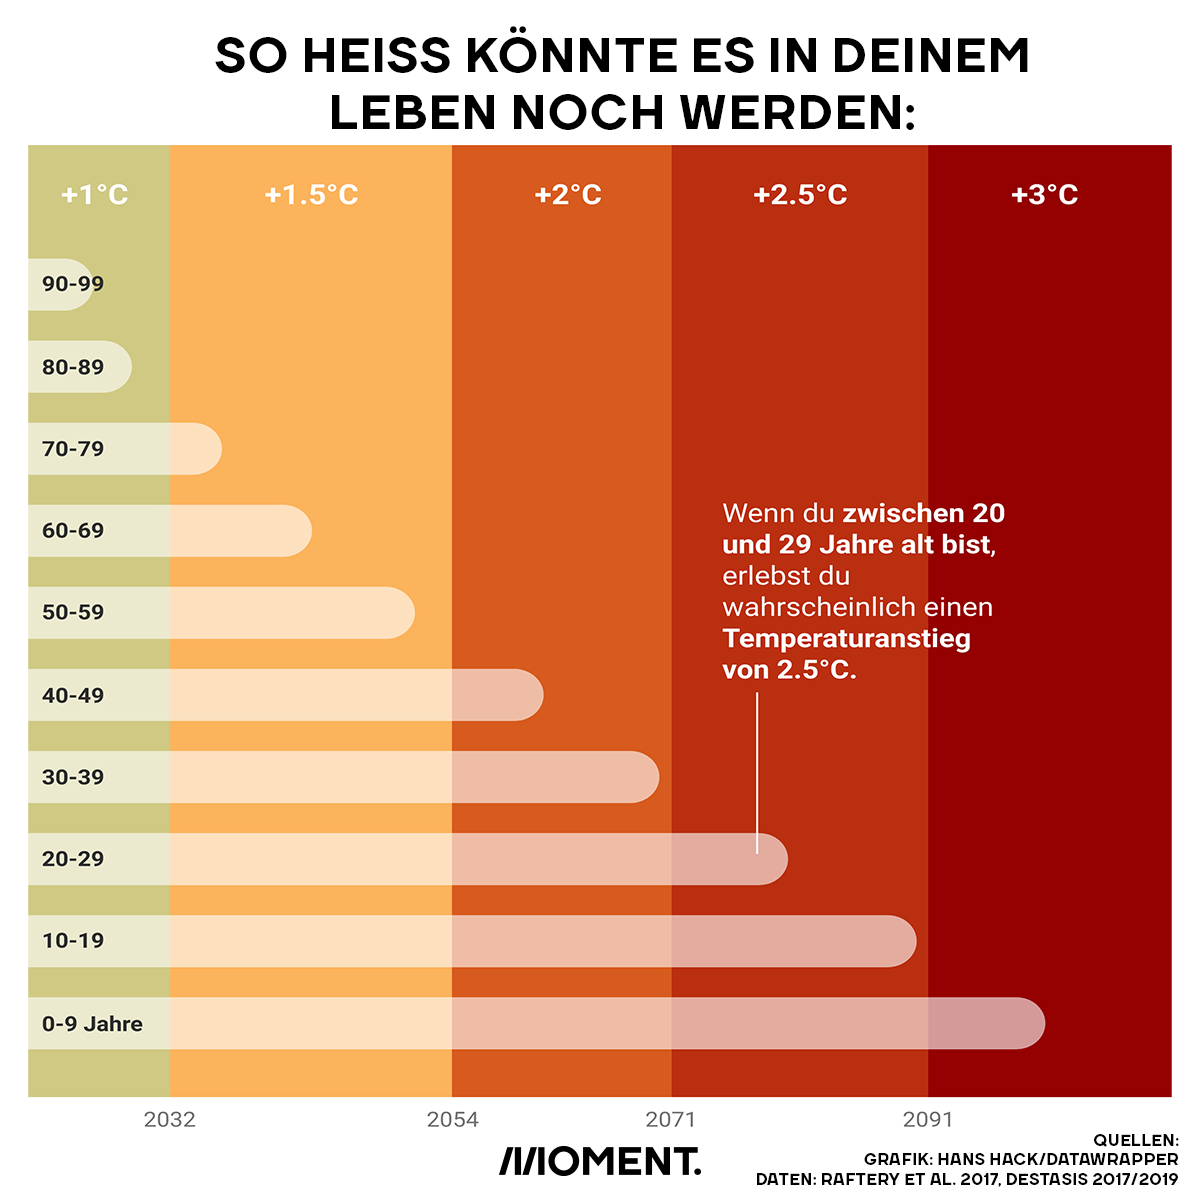 SO HEISS KÖNNTE ES IN DEINEM
LEBEN NOCH WERDEN:
+1°C +1.5°C +2°C +2.5°C +3°C
90-99
80-89
70-79
60-69
50-59
40-49
30-39
20-29
10-19
0-9 Jahre
Wenn du zwischen 20
und 29 Jahre alt bist,
erlebst du
wahrscheinlich einen
Temperaturanstieg
von 2.5°C.
2032 2054 2071 2091
MOMENT.
QUELLEN:
GRAFIK: HANS HACK/DATAWRAPPER
DATEN: RAFTERY ET AL. 2017, DESTASIS 2017/2019